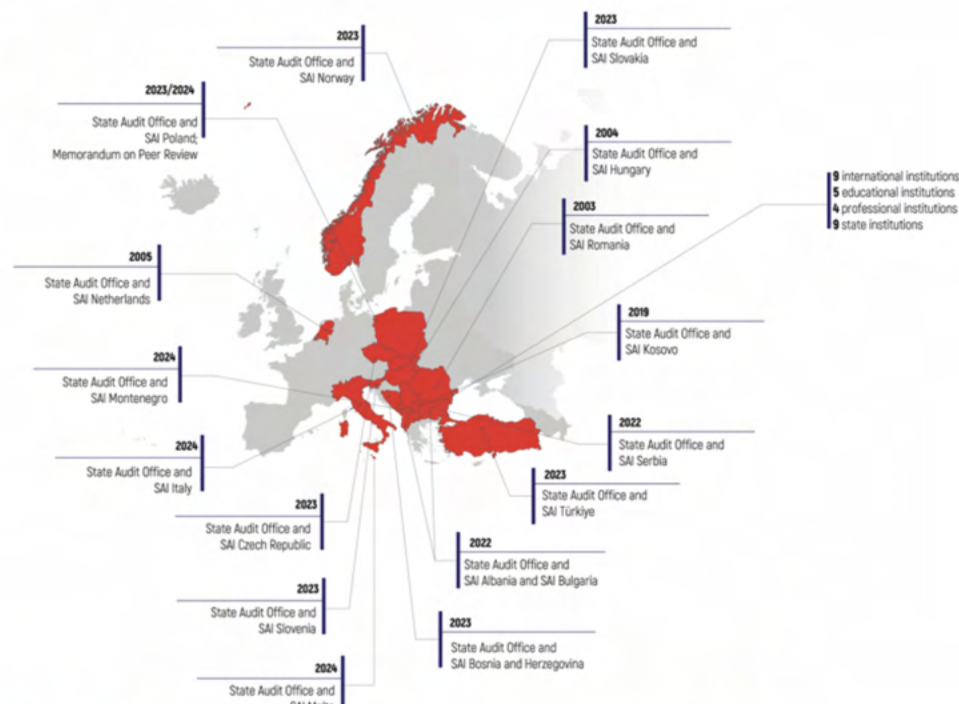 2023
State Audit Office and
SAI Norway
2023/2024
State Audit Office and
SAI Poland;
Memorandum on Peer Review
2005
State Audit Office and
SAI Netherlands
2024
State Audit Office and
SAI Montenegro
2024
State Audit Office and
SAI Italy
2023
State Audit Office and
SAI Czech Republic
2023
State Audit Office and
SAI Slovenia
2024
State Audit Office and
2023
State Audit Office and
SAI Slovakia
2004
State Audit Office and
SAI Hungary
2003
State Audit Office and
SAI Romania
9 international institutions
5 educational institutions
4 professional institutions
9 state institutions
2019
State Audit Office and
SAI Kosovo
2022
State Audit Office and
SAI Serbia
2023
State Audit Office and
SAI Türkiye
2022
State Audit Office and
SAI Albania and SAI Bulgaria
2023
State Audit Office and
SAI Bosnia and Herzegovina